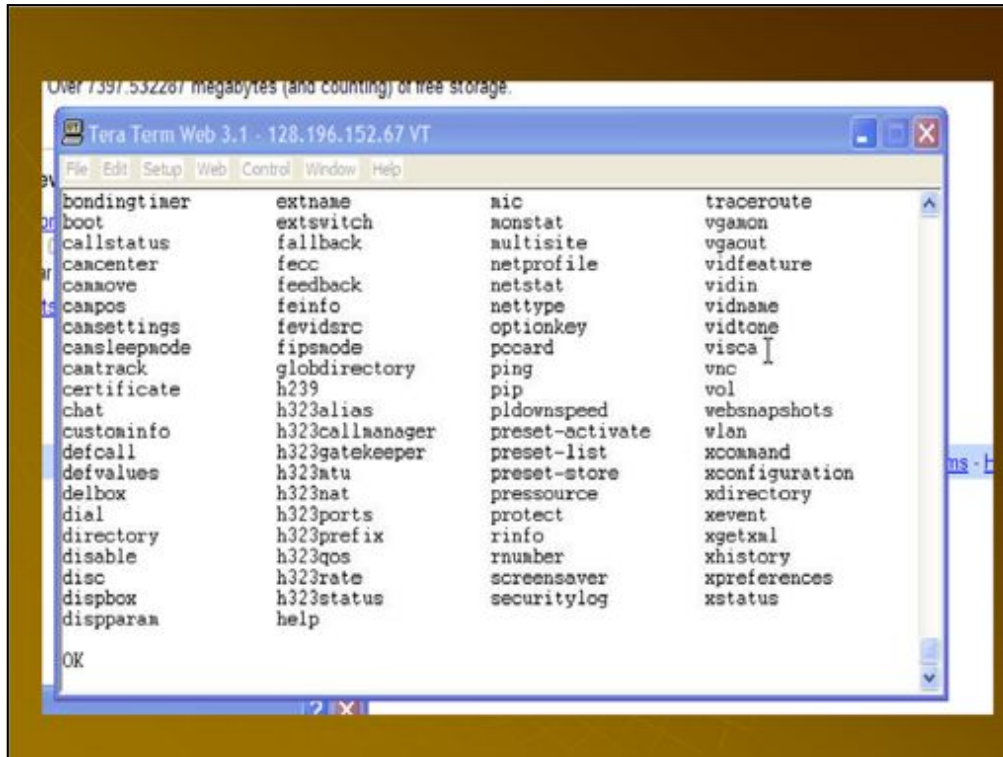 Over 7397.532287 megabytes (and counting) of free storage.
Tera Term Web 3.1 - 128.196.152.67 VT
File Edit Setup Web Control Window Help
bondingtimer extname mic traceroute
boot extswitch monstat vgamon
callstatus fallback multisite vgaout
camcenter fecc netprofile vidfeature
cammove feedback netstat vidin
campos feinfo nettype vidname
camsettings fevidsrc optionkey vidtone
camsleepmode fipsmode pccard visca
camtrack globdirectory ping vnc
certificate h239 pip vol
chat h323alias pldownspeed websnapshots
custominfo h323callmanager preset-activate wlan
defcall h323gatekeeper preset-list xcommand
defvalues h323mtu preset-store xconfiguration
delbox h323nat pressource xdirectory
dial h323ports protect xevent
directory h323prefix rinfo xgetxml
disable h323qos rnumber xhistory
disc h323rate screensaver xpreferences
dispbox h323status securitylog xstatus
dispparam help
OK